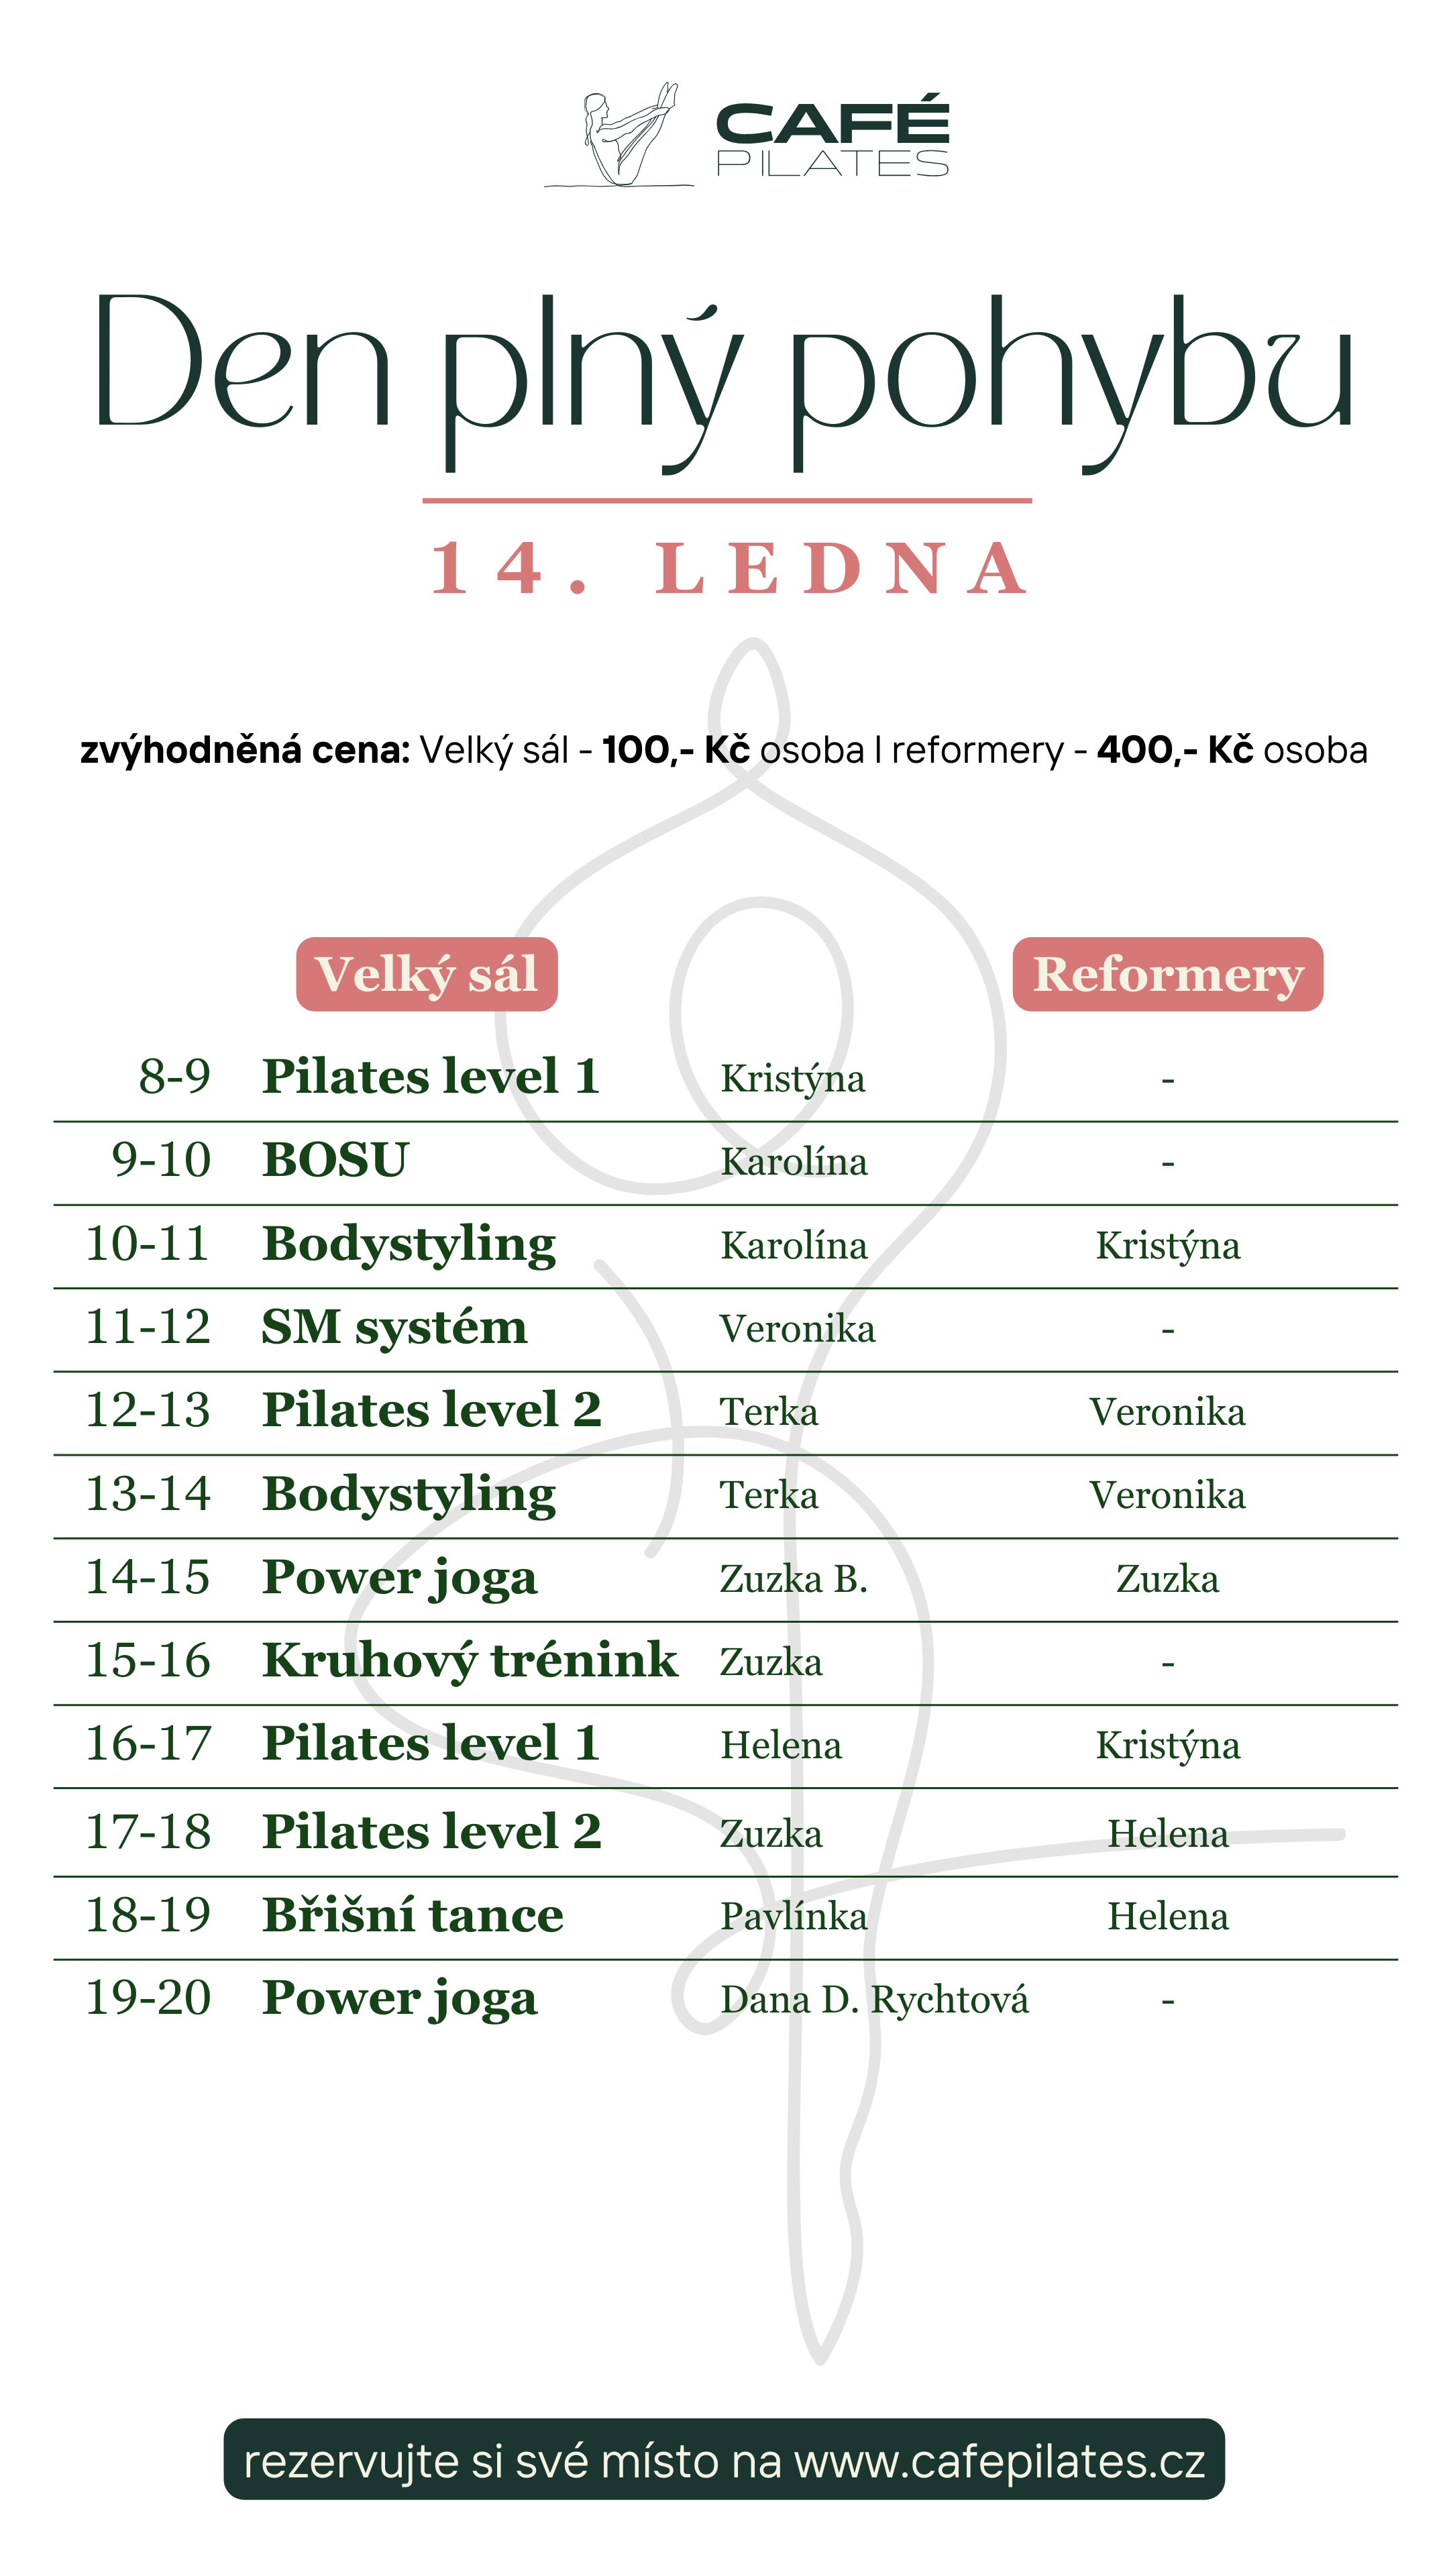 CAFÉ
PILATES
Den plný pohybu
14. LEDNA
zvýhodněná cena: Velký sál - 100,- Kč osoba I reformery - 400,- Kč osoba
Velký sál Reformery
8-9 Pilates level 1 Kristýna -
9-10 BOSU Karolína -
10-11 Bodystyling Karolína Kristýna
11-12 SM systém Veronika -
12-13 Pilates level 2 Terka Veronika
13-14 Bodystyling Terka Veronika
14-15 Power joga Zuzka B. Zuzka
15-16 Kruhový trénink Zuzka -
16-17 Pilates level 1 Helena Kristýna
17-18 Pilates level 2 Zuzka Helena
18-19 Břišní tance Pavlínka Helena
19-20 Power joga Dana D. Rychtová -
rezervujte si své místo na www.cafepilates.cz